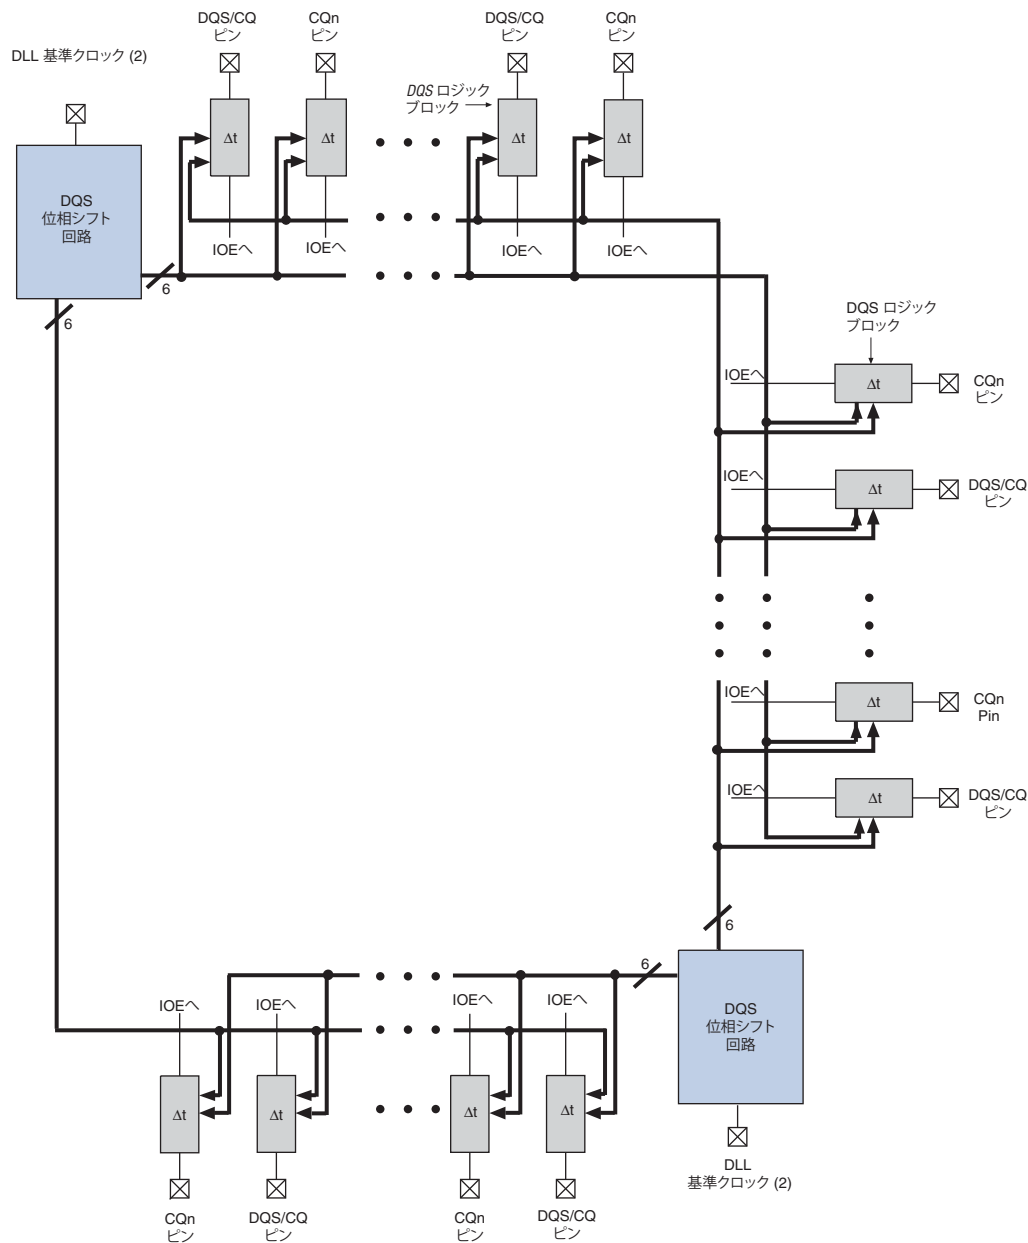 DQS/CQ
ピン
CQn
ピン
DQS/CQ
ピン
CQn
ピン
DLL 基準クロック (2)
DQS ロジック
ブロック
Δt
Δt
Δt
Δt
DQS
位相シフト
回路
IOEへ
IOEへ
IOEへ
IOEへ
6
6
DQS ロジック
ブロック
IOEへ
Δt
CQn
ピン
IOEへ
Δt
DQS/CQ
ピン
IOEへ
Δt
CQn
Pin
IOEへ
Δt
DQS/CQ
ピン
6
6
IOEへ
IOEへ
IOEへ
IOEへ
DQS
位相シフト
回路
Δt
Δt
Δt
Δt
DLL
基準クロック (2)
CQn
ピン
DQS/CQ
ピン
CQn
ピン
DQS/CQ
ピン